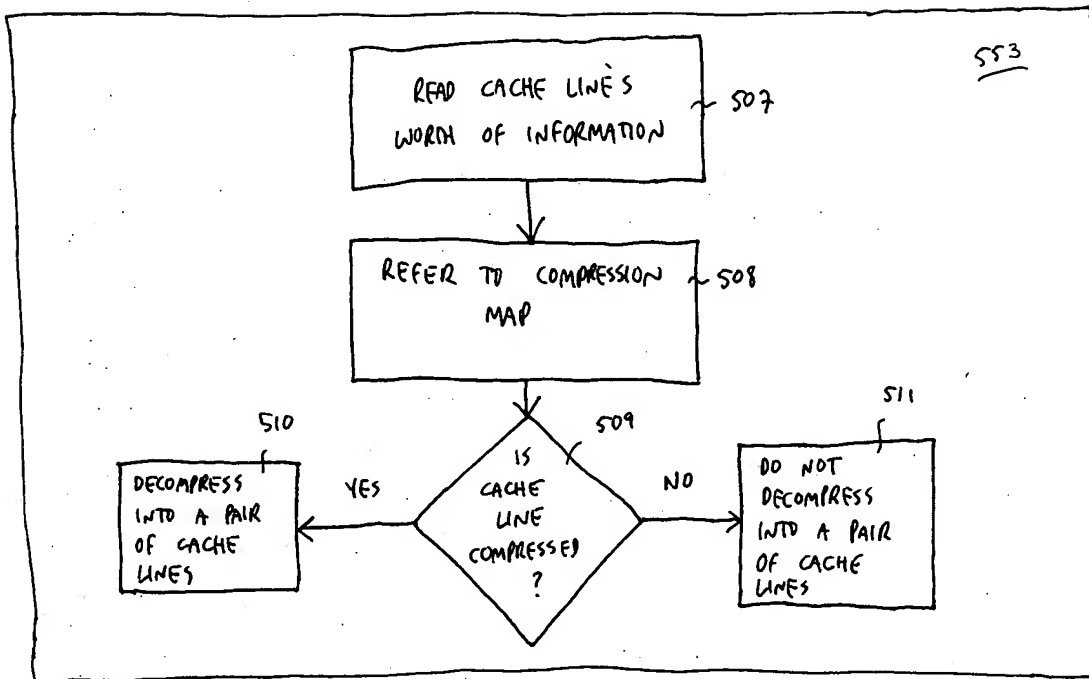 553
READ CACHE LINE'S
WORTH OF INFORMATION
507
REFER TO COMPRESSION
MAP
508
509
IS
CACHE
LINE
COMPRESSED
?
YES
510
DECOMPRESS
INTO A PAIR
OF CACHE
LINES
NO
511
DO NOT
DECOMPRESS
INTO A PAIR
OF CACHE
LINES